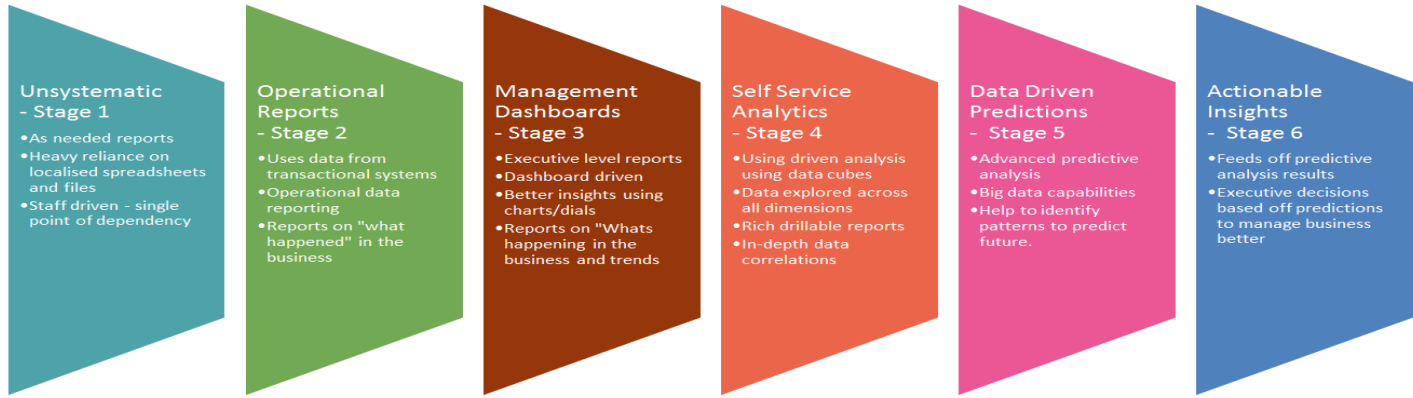 Unsystematic
- Stage 1
•As needed reports
•Heavy reliance on
localised spreadsheets
and files
•Staff driven - single
point of dependency
Operational
Reports
- Stage 2
•Uses data from
transactional systems
•Operational data
reporting
•Reports on "what
happened" in the
business
Management
Dashboards
- Stage 3
•Executive level reports
•Dashboard driven
•Better insights using
charts/dials
•Reports on "Whats
happening in the
business and trends
Self Service
Analytics
- Stage 4
•Using driven analysis
using data cubes
•Data explored across
all dimensions
•Rich drillable reports
•In-depth data
correlations
Data Driven
Predictions
- Stage 5
•Advanced predictive
analysis
•Big data capabilities
•Help to identify
patterns to predict
future.
Actionable
Insights
- Stage 6
•Feeds off predictive
analysis results
•Executive decisions
based off predictions
to manage business
better